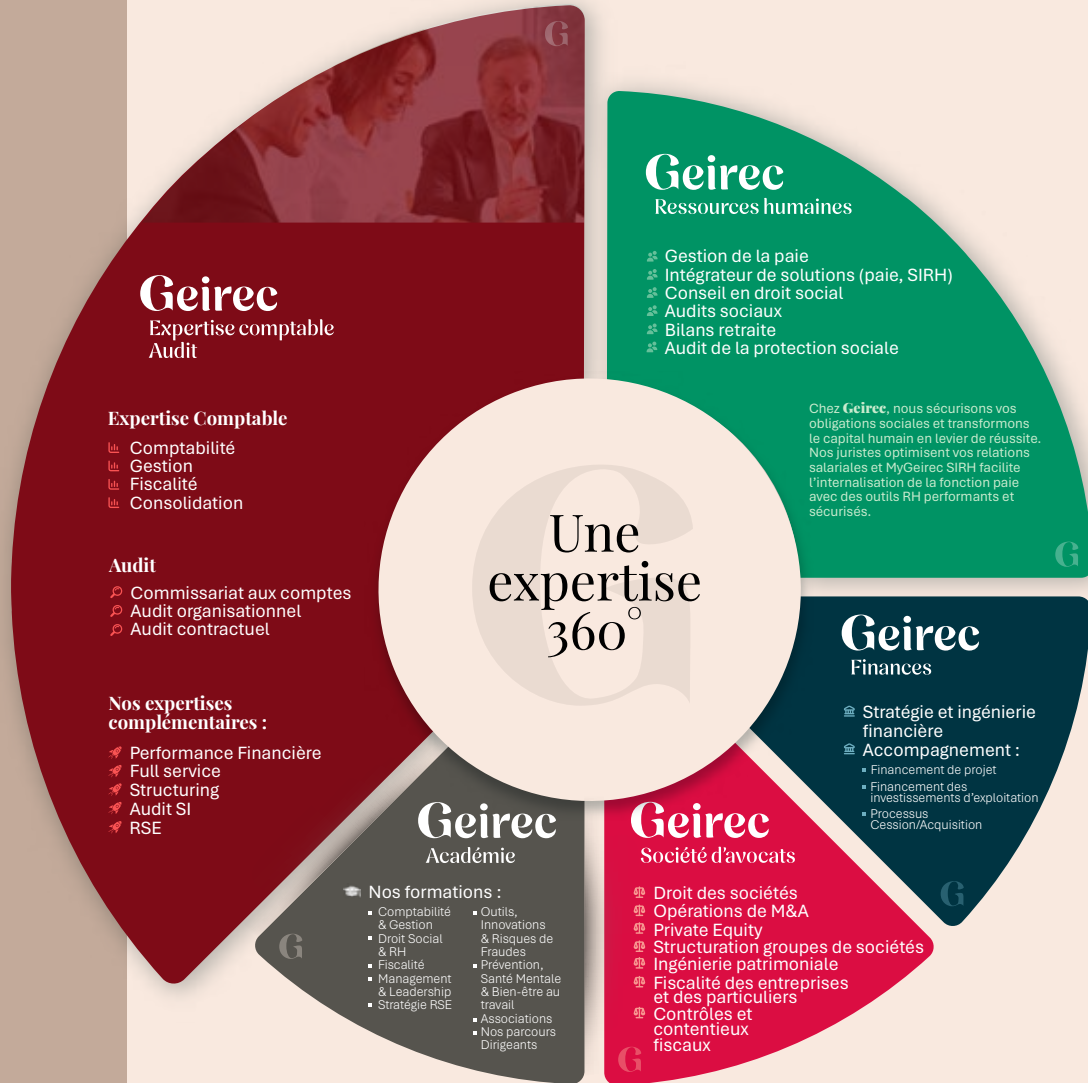 G
Geirec
Expertise comptable
Audit
Expertise Comptable
Comptabilité
Gestion
Fiscalité
Consolidation
Audit
Commissariat aux comptes
Audit organisationnel
Audit contractuel
Nos expertises
complémentaires :
Performance Financière
Full service
Structuring
Audit SI
RSE
Geirec
Ressources humaines
Gestion de la paie
Intégrateur de solutions (paie, SIRH)
Conseil en droit social
Audits sociaux
Bilans retraite
Audit de la protection sociale
Chez Geirec, nous sécurisons vos
obligations sociales et transformons
le capital humain en levier de réussite.
Nos juristes optimisent vos relations
salariales et MyGeirec SIRH facilite
l'internalisation de la fonction paie
avec des outils RH performants et
sécurisés.
G
G
Une
expertise
360°
Geirec
Finances
Stratégie et ingénierie
financière
Accompagnement :
Financement de projet
Financement des
investissements d'exploitation
Processus
Cession/Acquisition
G
Geirec
Académie
Nos formations :
Comptabilité
& Gestion
Droit Social
& RH
Fiscalité
Management
& Leadership
Stratégie RSE
Outils,
Innovations
& Risques de
Fraudes
Prévention,
Santé Mentale
& Bien-être au
travail
Associations
Nos parcours
Dirigeants
G
Geirec
Société d'avocats
Droit des sociétés
Opérations de M&A
Private Equity
Structuration groupes de sociétés
Ingénierie patrimoniale
Fiscalité des entreprises
et des particuliers
Contrôles et
contentieux
fiscaux
G